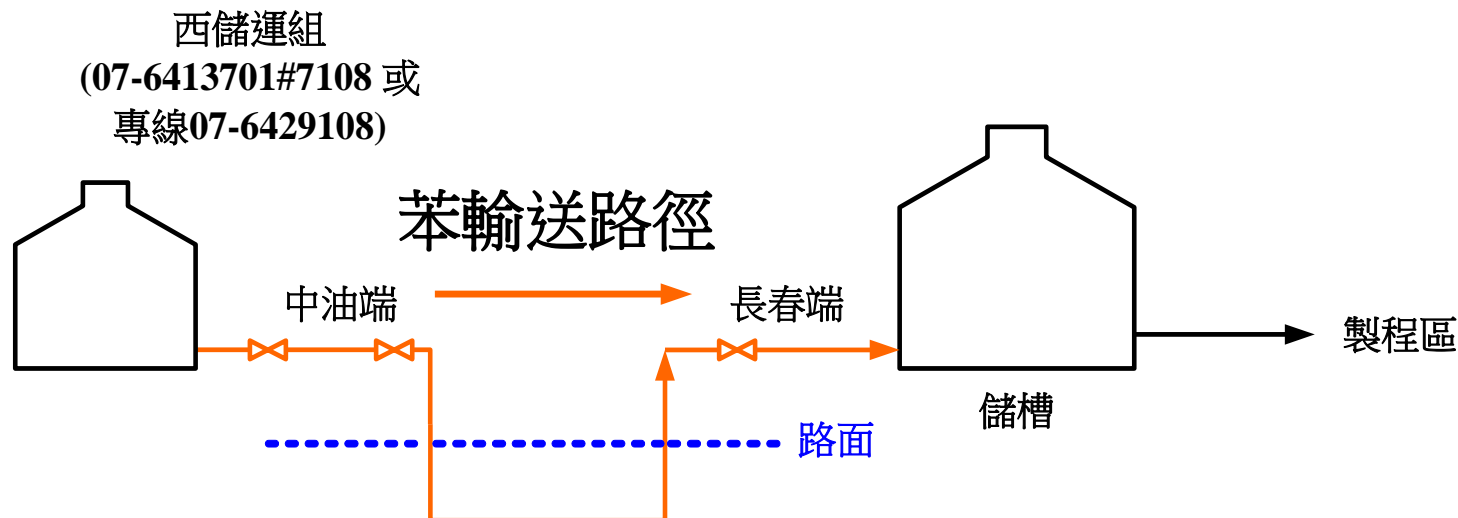 西儲運組
(07-6413701#7108 或
專線07-6429108)
苯輸送路徑
中油端
長春端
製程區
儲槽
路面